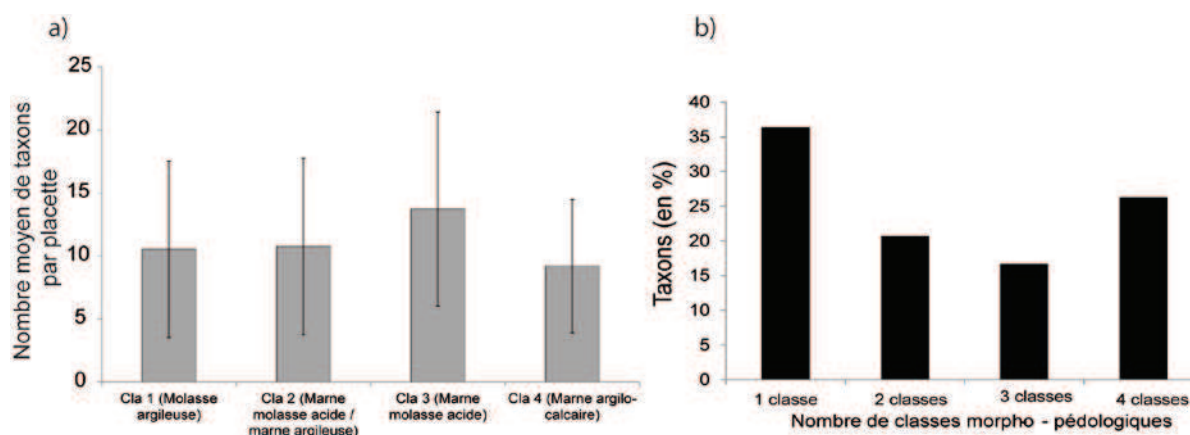 a)
Nombre moyen de taxons
par placette
25
20
15
10
5
0
Cla 1 (Molasse
argileuse)
Cla 2 (Marne
molasse acide /
marne argileuse)
Cla 3 (Marne
molasse acide)
Cla 4 (Marne argilo-
calcaire)
b)
Taxons (en %)
40
35
30
25
20
15
10
5
0
1 classe
2 classes
3 classes
4 classes
Nombre de classes morpho - pédologiques